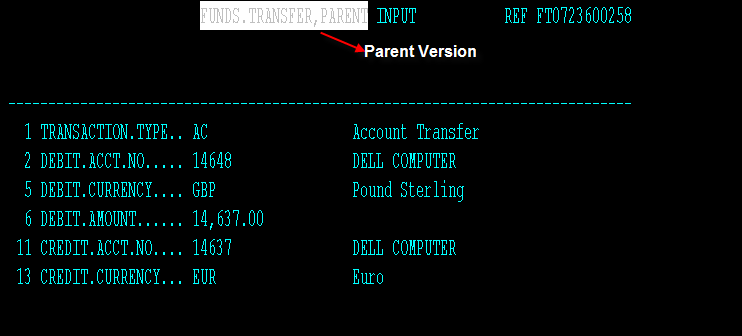 FUNDS.TRANSFER,PARENT INPUT REF FT0723600258
Parent Version
1 TRANSACTION.TYPE.. AC Account Transfer
2 DEBIT.ACCT.NO..... 14648 DELL COMPUTER
5 DEBIT.CURRENCY.... GBP Pound Sterling
6 DEBIT.AMOUNT...... 14,637.00
11 CREDIT.ACCT.NO.... 14637 DELL COMPUTER
13 CREDIT.CURRENCY... EUR Euro